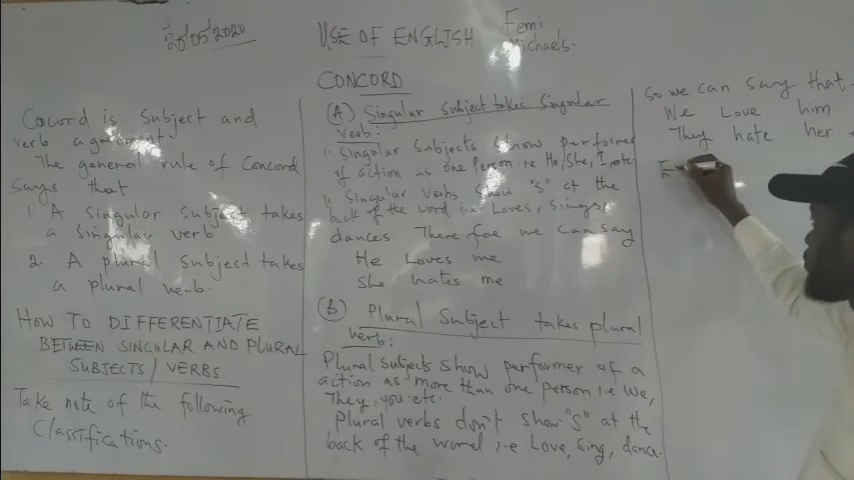 20/05/2020
USE OF ENGLISH
Femi
Michaels.
Cocord is Subject and
verb agreement.
The general rule of Concord
says that
1. A singular subject takes
a singular verb
2. A plural subject takes
a plural verb.
HOW TO DIFFERENTIATE
BETWEEN SINGULAR AND PLURAL
SUBJECTS/VERBS.
Take note of the following
Classifications.
CONCORD
(A) Singular Subject takes Singular
verb:
1. Singular Subjects show performer
of action as one person i.e He, She, I, etc.
11 Singular verbs show "S" at the
back of the word i.e Loves, Sings,
dances. Therefoe we can say
He Loves me
She hates me.
(B) Plural Subject takes plural
verb:
Plural subjects show performer of a
action as more than one person i.e We,
They, you etc.
Plural verbs don't show "S" at the
back of the word i.e Love, Sing, dance.
So we can say that,
We Love him
They hate her.